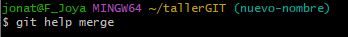 jonat@F_Joya MINGW64 ~/tallerGIT (nuevo-nombre)
$ git help merge